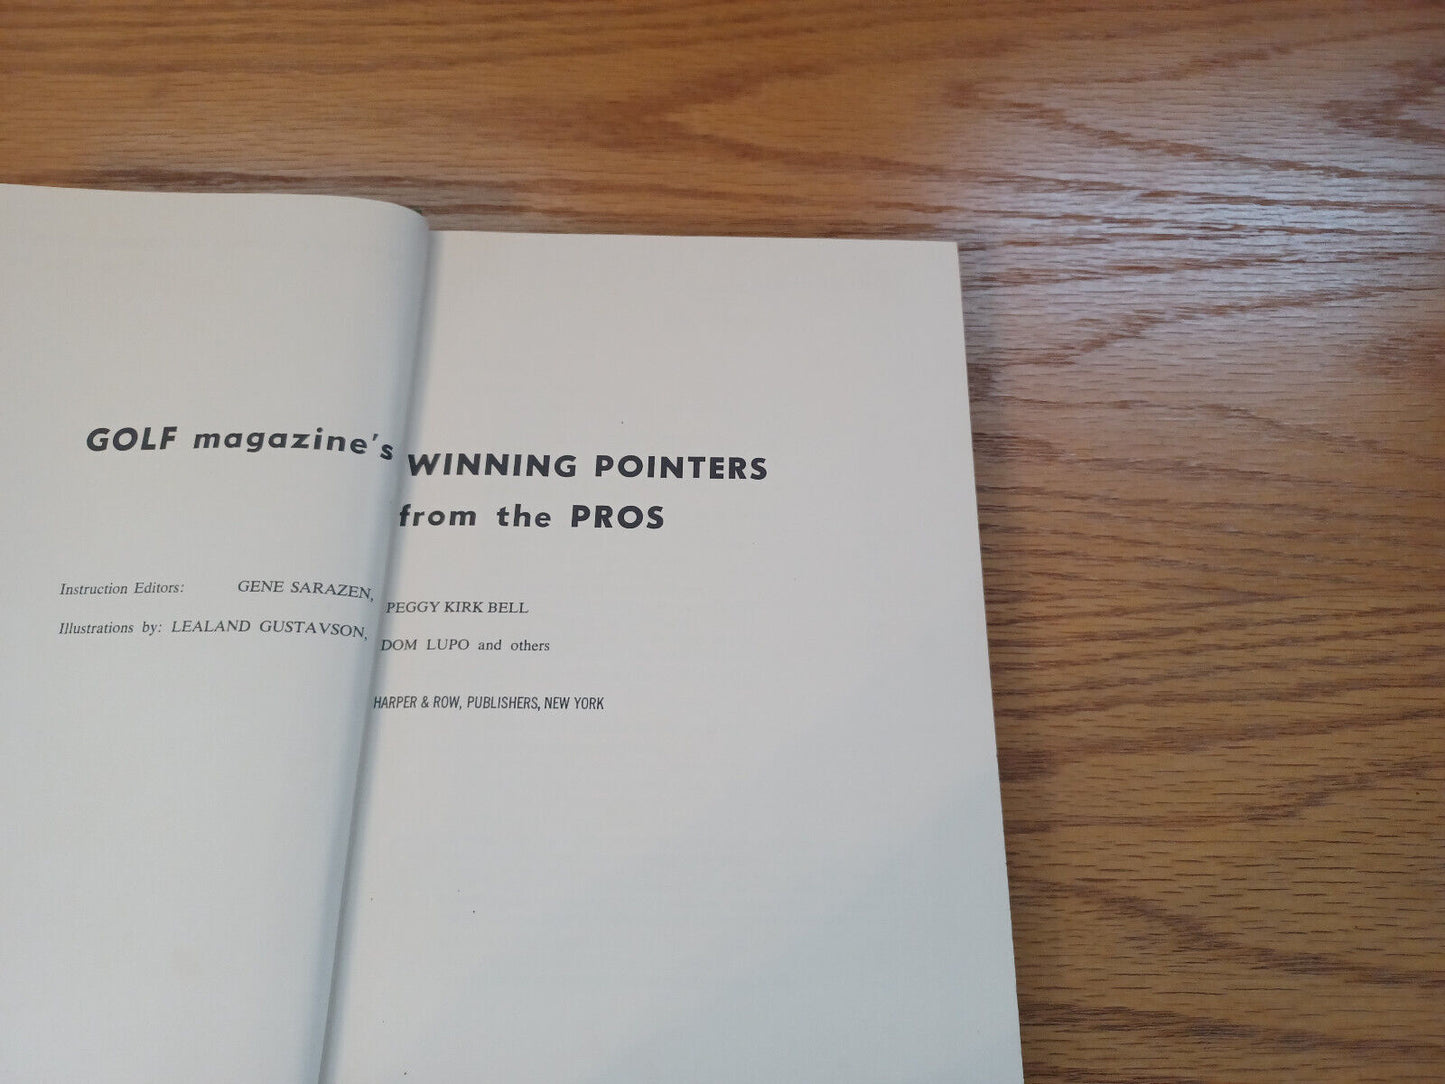 GOLF magazine's WINNING POINTERS
from the PROS
Instruction Editors: GENE SARAZEN, PEGGY KIRK BELL
Illustrations by: LEALAND GUSTAVSON, DOM LUPO and others
HARPER & ROW, PUBLISHERS, NEW YORK